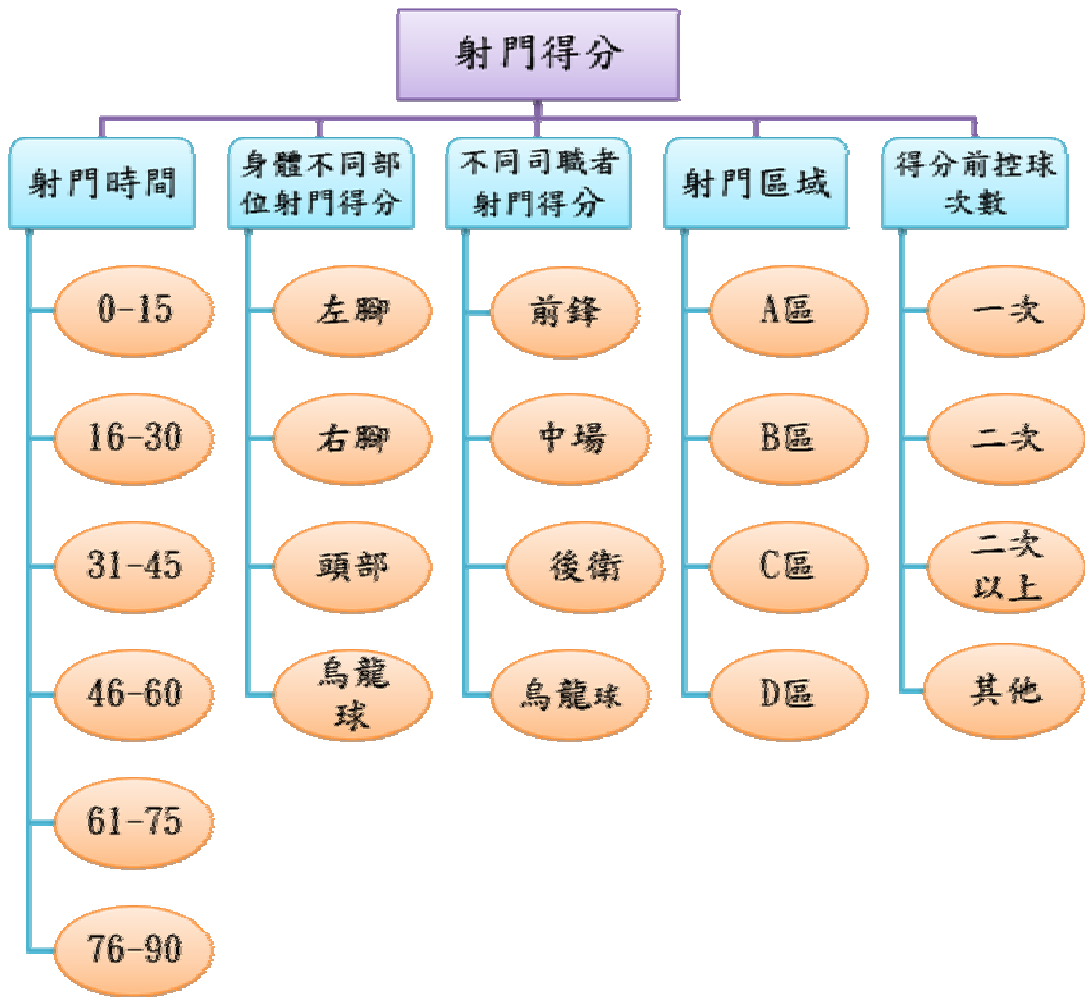 射門得分
射門時間
0-15
16-30
31-45
46-60
61-75
76-90
身體不同部
位射門得分
左腳
右腳
頭部
烏龍
球
不同司職者
射門得分
前鋒
中場
後衛
烏龍球
射門區域
A區
B區
C區
D區
得分前控球
次數
一次
二次
二次
以上
其他